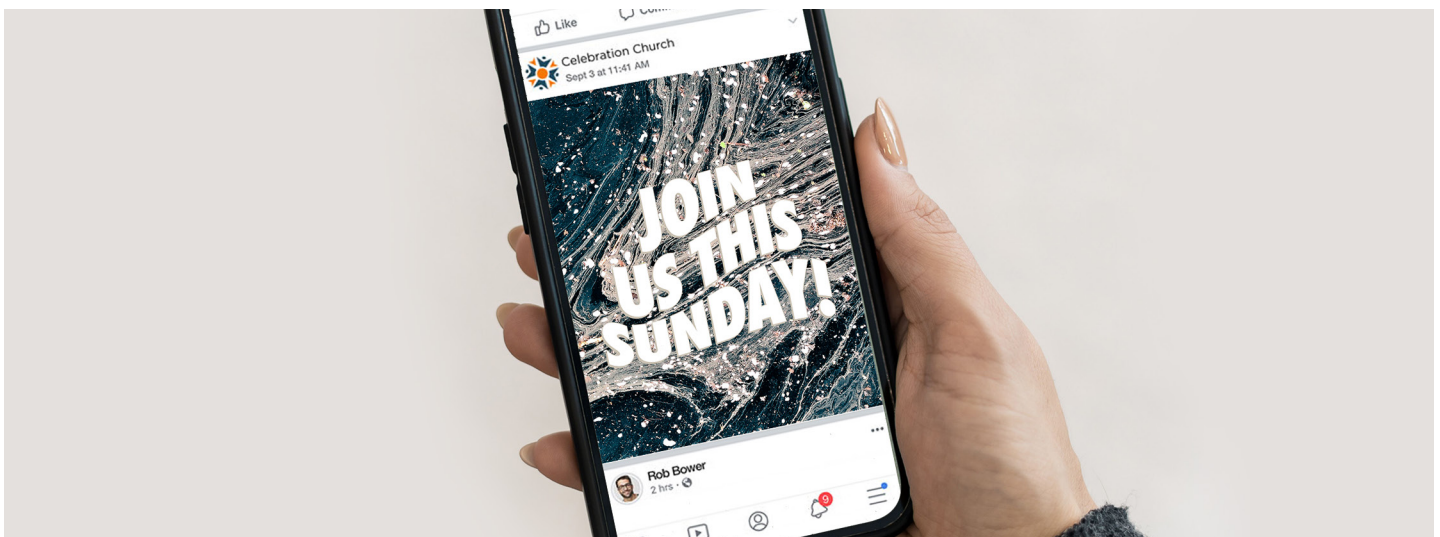 Like
Celebration Church
Sept 3 at 11:41 AM
JOIN
US THIS
SUNDAY!
Rob Bower
2 hrs ·
9